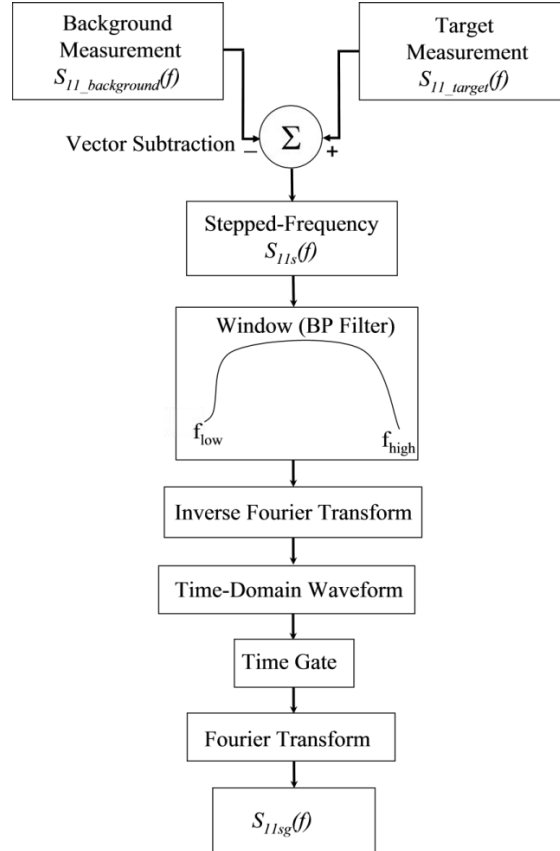 Background
Measurement
S11_background(f)
Target
Measurement
S11_target(f)
Vector Subtraction
−
Σ
+
Stepped-Frequency
S11s(f)
Window (BP Filter)
flow
fhigh
Inverse Fourier Transform
Time-Domain Waveform
Time Gate
Fourier Transform
S11sg(f)